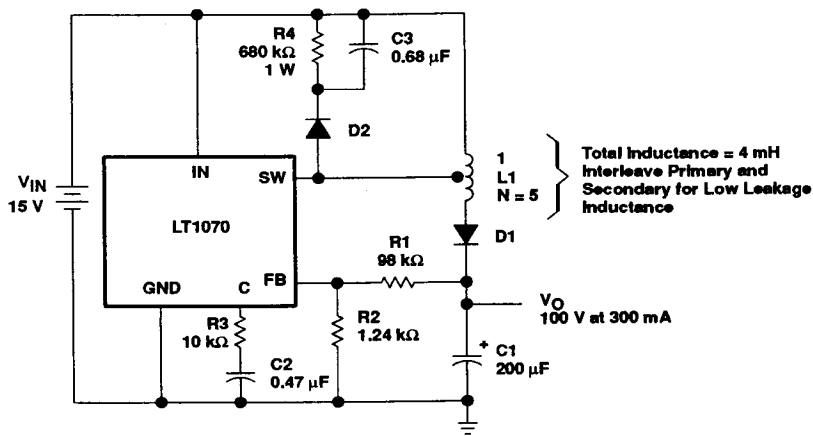 R4
680 kΩ
1 W
C3
0.68 μF
D2
IN
SW
1
L1
N = 5
Total Inductance = 4 mH
Interleave Primary and
Secondary for Low Leakage
Inductance
VIN
15 V
LT1070
D1
R1
98 kΩ
FB
GND
C
VO
100 V at 300 mA
R3
10 kΩ
R2
1.24 kΩ
+
C1
200 μF
C2
0.47 μF